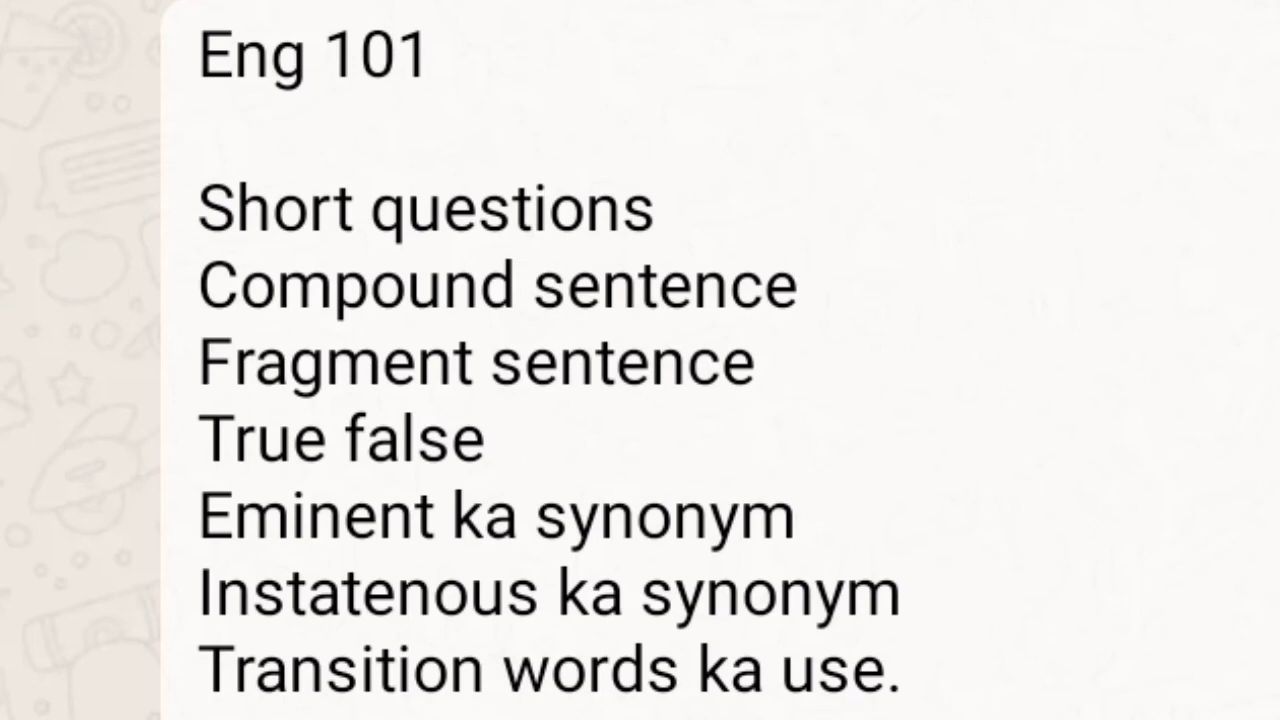 Eng 101
Short questions
Compound sentence
Fragment sentence
True false
Eminent ka synonym
Instatenous ka synonym
Transition words ka use.